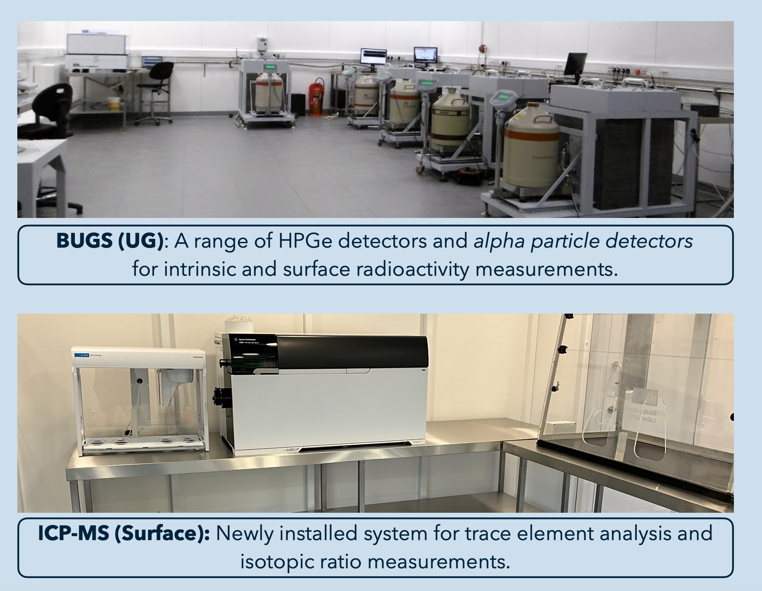 BUGS (UG): A range of HPGe detectors and alpha particle detectors
for intrinsic and surface radioactivity measurements.
ICP-MS (Surface): Newly installed system for trace element analysis and
isotopic ratio measurements.